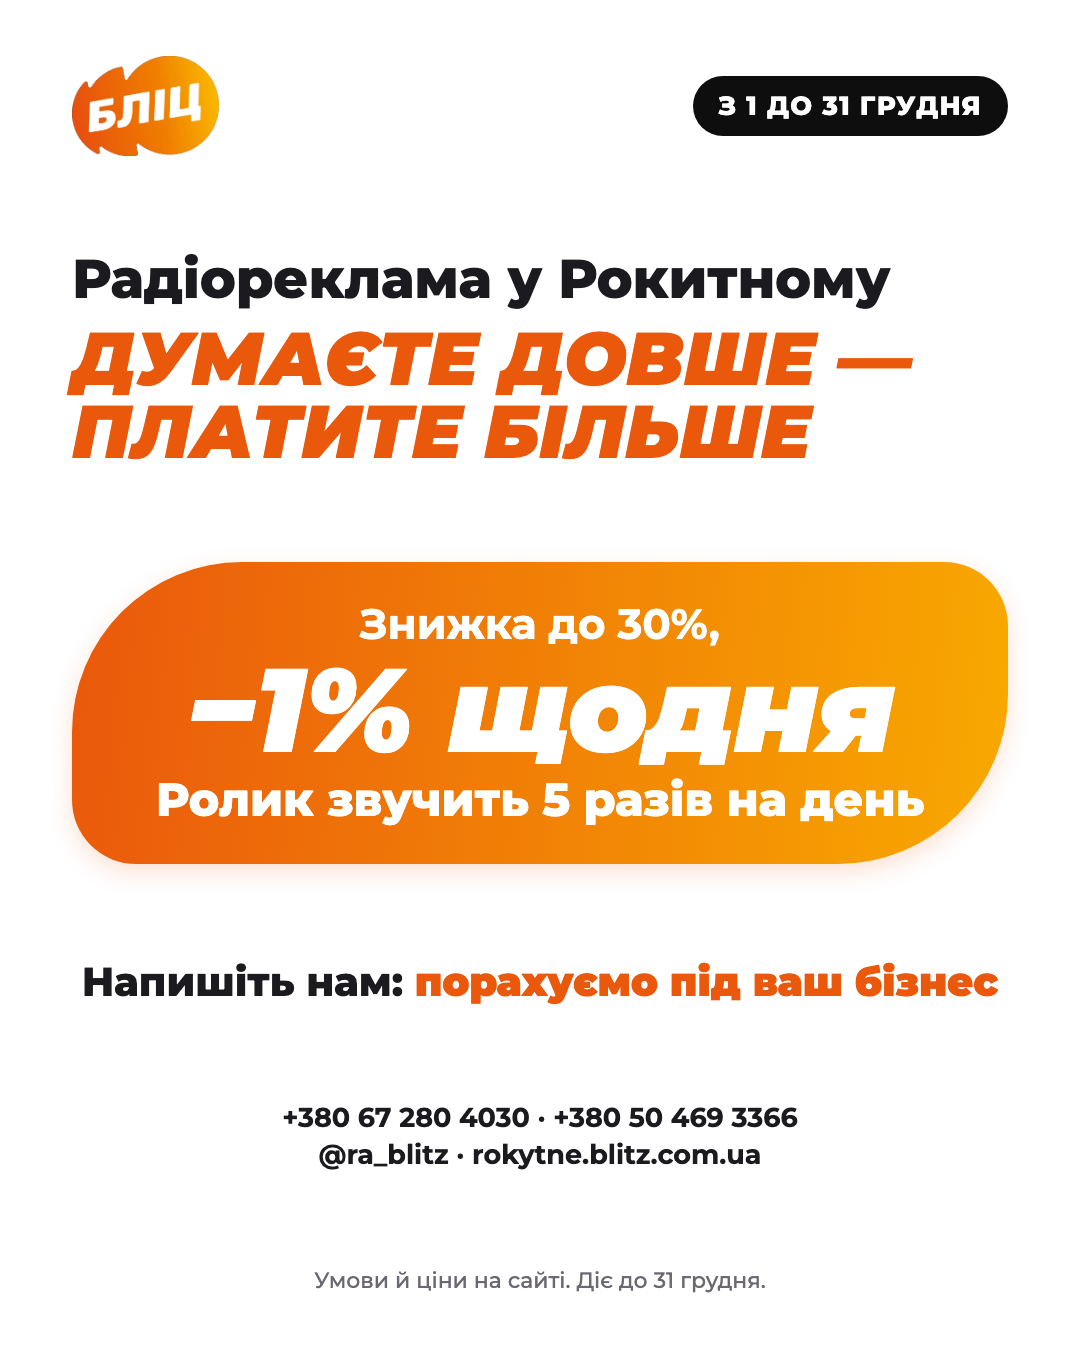 БЛІЦ
З 1 ДО 31 ГРУДНЯ
Радіореклама у Рокитному
ДУМАЄТЕ ДОВШЕ —
ПЛАТИТЕ БІЛЬШЕ
Знижка до 30%,
−1% щодня
Ролик звучить 5 разів на день
Напишіть нам: порахуємо під ваш бізнес
+380 67 280 4030 · +380 50 469 3366
@ra_blitz · rokytne.blitz.com.ua
Умови й ціни на сайті. Діє до 31 грудня.